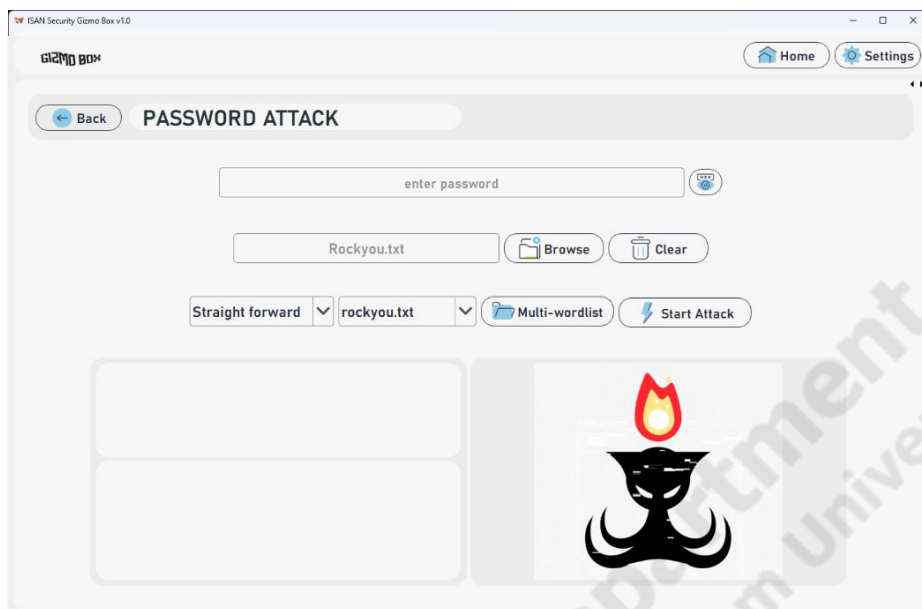 ISAN Security Gizmo Box v1.0
GIZMO BOX
Home
Settings
Back
PASSWORD ATTACK
enter password
Rockyou.txt
Browse
Clear
Straight forward
rockyou.txt
Multi-wordlist
Start Attack